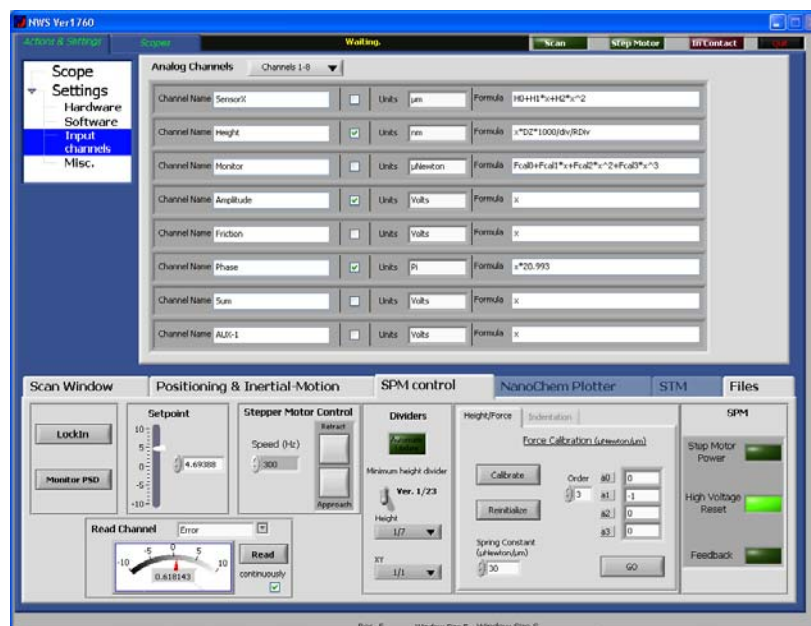 NWS Ver1760
Actions & Settings Scopes Waiting. Scan Step Motor In Contact Quit
Scope
Settings
Hardware
Software
Input
channels
Misc.
Analog Channels Channels 1-8
Channel Name SensorX Units µm Formula H0+H1*x+H2*x^2
Channel Name Height Units nm Formula x*DZ*1000/div/RDiv
Channel Name Monitor Units µNewton Formula Fcal0+Fcal1*x+Fcal2*x^2+Fcal3*x^3
Channel Name Amplitude Units Volts Formula x
Channel Name Friction Units Volts Formula x
Channel Name Phase Units Pi Formula x*20.993
Channel Name Sum Units Volts Formula x
Channel Name AUX-1 Units Volts Formula x
Scan Window Positioning & Inertial-Motion SPM control NanoChem Plotter STM Files
LockIn
Monitor PSD
Setpoint
10
5
0
-5
-10
4.69388
Stepper Motor Control
Retract
Speed (Hz)
300
Approach
Read Channel Error
-10 -5 0 5 10
0.618143
Read
continuously
Dividers
Minimum height divider
Ver. 1/23
Height
1/7
XY
1/1
Height/Force Indentation
Force Calibration (µNewton/µm)
Calibrate
Reinitialize
Order
3
a0 0
a1 -1
a2 0
a3 0
Spring Constant
(µNewton/µm)
30
GO
SPM
Step Motor
Power
High Voltage
Reset
Feedback